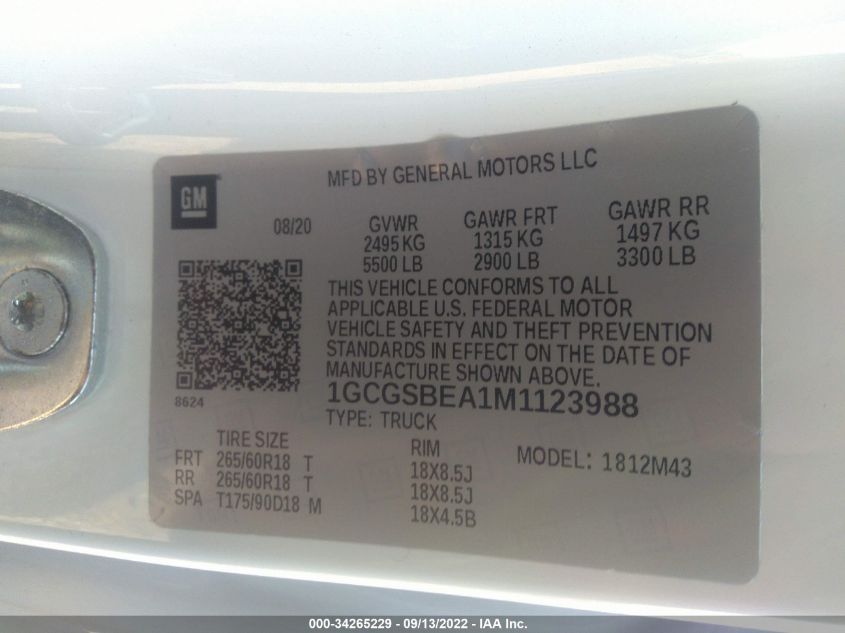 MFD BY GENERAL MOTORS LLC
GM
08/20
GVWR GAWR FRT GAWR RR
2495 KG 1315 KG 1497 KG
5500 LB 2900 LB 3300 LB
THIS VEHICLE CONFORMS TO ALL
APPLICABLE U.S. FEDERAL MOTOR
VEHICLE SAFETY AND THEFT PREVENTION
STANDARDS IN EFFECT ON THE DATE OF
MANUFACTURE SHOWN ABOVE.
8624
1GCGSBEA1M1123988
TYPE: TRUCK
TIRE SIZE RIM MODEL: 1812M43
FRT 265/60R18 T 18X8.5J
RR 265/60R18 T 18X8.5J
SPA T175/90D18 M 18X4.5B
000-34265229 - 09/13/2022 - IAA Inc.